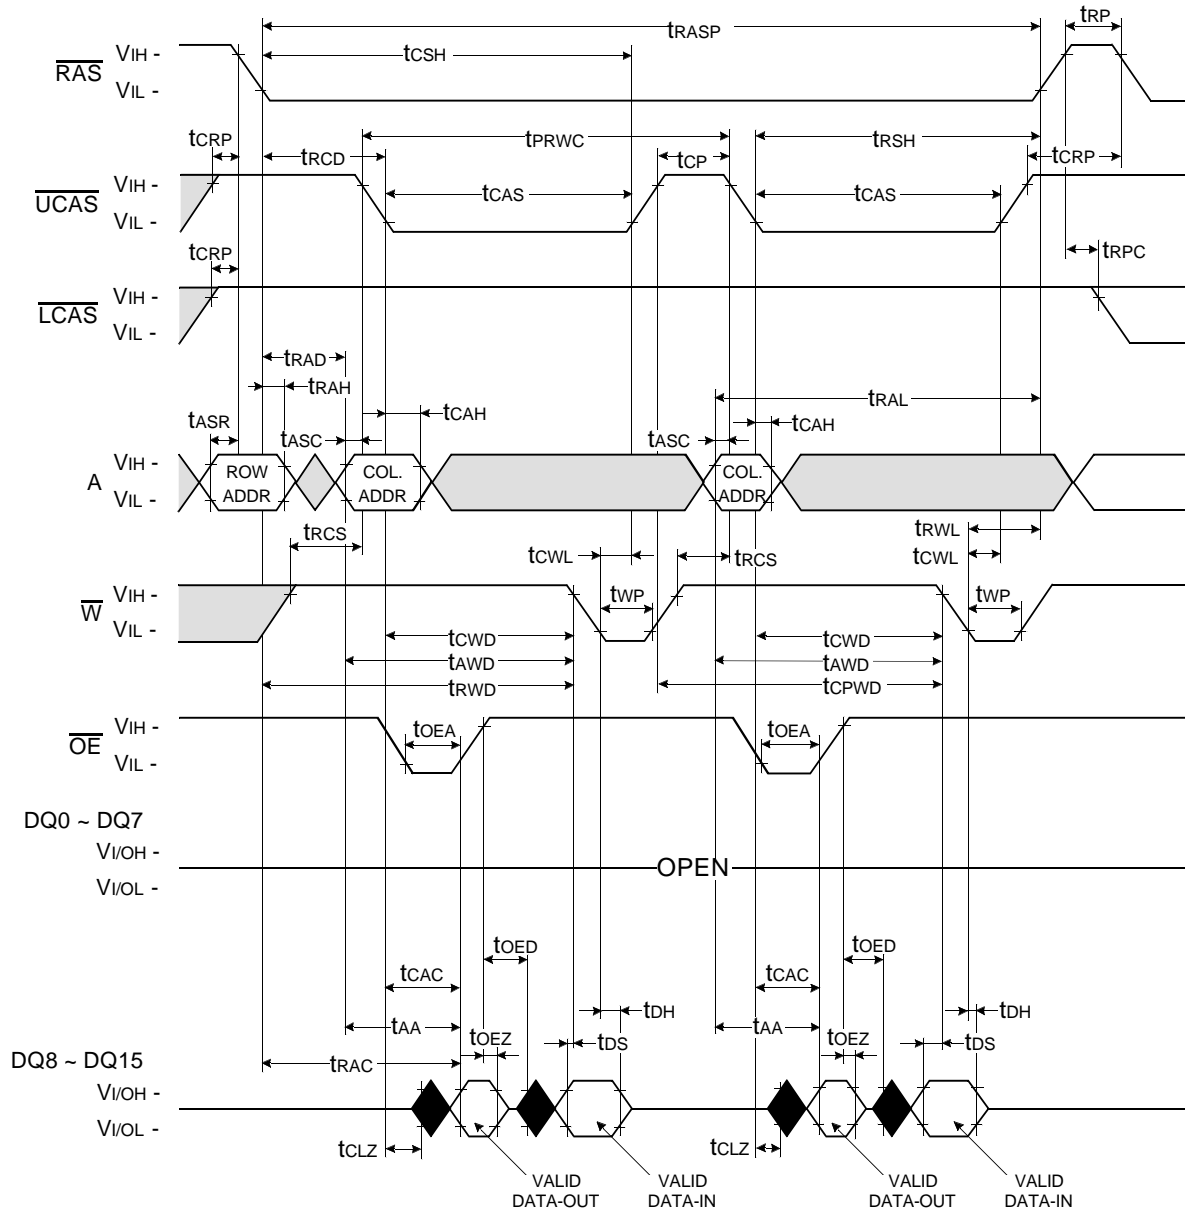 tRP
tRASP
tCSH
RAS
VIH -
VIL -
tCRP
tRCD
tPRWC
tCP
tRSH
tCRP
UCAS
VIH -
VIL -
tCAS
tCAS
tCRP
tRPC
LCAS
VIH -
VIL -
tRAD
tRAH
tRAL
tASR
tASC
tCAH
tASC
tCAH
A
VIH -
VIL -
ROW
ADDR
COL.
ADDR
COL.
ADDR
tRCS
tCWL
tRCS
tRWL
tCWL
W
VIH -
VIL -
tWP
tWP
tCWD
tCWD
tAWD
tAWD
tRWD
tCPWD
OE
VIH -
VIL -
tOEA
tOEA
DQ0 ~ DQ7
VI/OH -
VI/OL -
OPEN
tOED
tOED
tCAC
tCAC
tDH
tDH
tAA
tOEZ
tDS
tAA
tOEZ
tDS
DQ8 ~ DQ15
tRAC
VI/OH -
VI/OL -
tCLZ
tCLZ
VALID
DATA-OUT
VALID
DATA-IN
VALID
DATA-OUT
VALID
DATA-IN